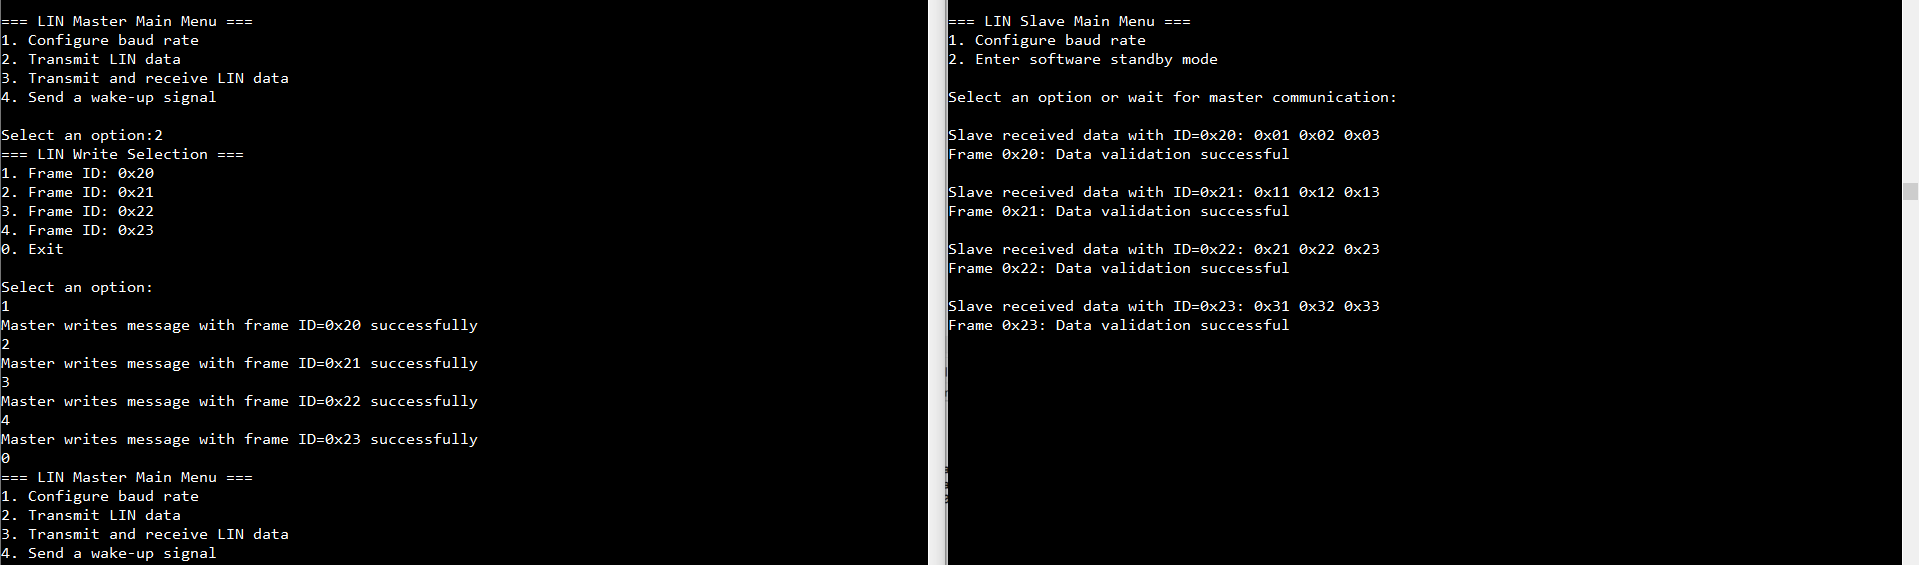 === LIN Master Main Menu ===
1. Configure baud rate
2. Transmit LIN data
3. Transmit and receive LIN data
4. Send a wake-up signal
Select an option:2
=== LIN Write Selection ===
1. Frame ID: 0x20
2. Frame ID: 0x21
3. Frame ID: 0x22
4. Frame ID: 0x23
0. Exit
Select an option:
1
Master writes message with frame ID=0x20 successfully
2
Master writes message with frame ID=0x21 successfully
3
Master writes message with frame ID=0x22 successfully
4
Master writes message with frame ID=0x23 successfully
0
=== LIN Master Main Menu ===
1. Configure baud rate
2. Transmit LIN data
3. Transmit and receive LIN data
4. Send a wake-up signal
=== LIN Slave Main Menu ===
1. Configure baud rate
2. Enter software standby mode
Select an option or wait for master communication:
Slave received data with ID=0x20: 0x01 0x02 0x03
Frame 0x20: Data validation successful
Slave received data with ID=0x21: 0x11 0x12 0x13
Frame 0x21: Data validation successful
Slave received data with ID=0x22: 0x21 0x22 0x23
Frame 0x22: Data validation successful
Slave received data with ID=0x23: 0x31 0x32 0x33
Frame 0x23: Data validation successful